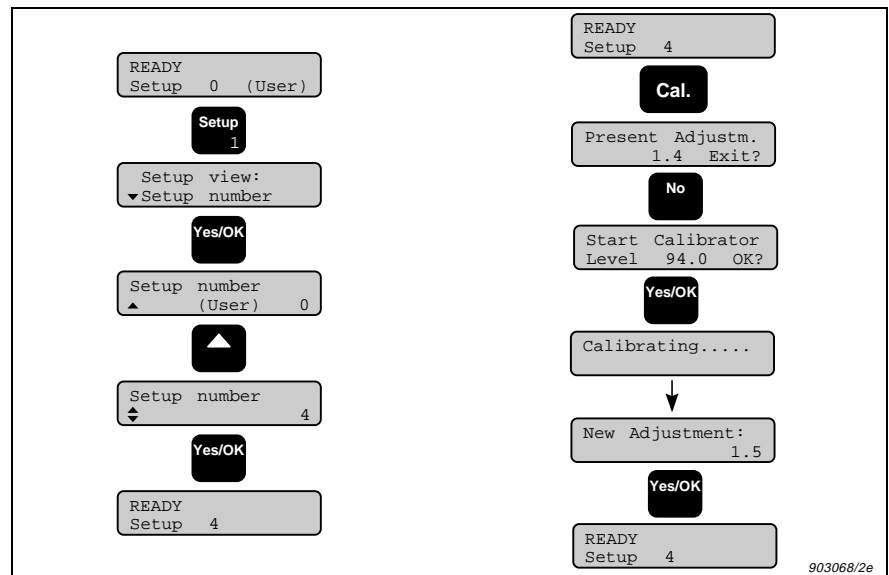 READY
Setup 0 (User)
Setup
1
Setup view:
Setup number
Yes/OK
Setup number
(User) 0
Setup number
4
Yes/OK
READY
Setup 4
READY
Setup 4
Cal.
Present Adjustm.
1.4 Exit?
No
Start Calibrator
Level 94.0 OK?
Yes/OK
Calibrating.....
New Adjustment:
1.5
Yes/OK
READY
Setup 4
903068/2e